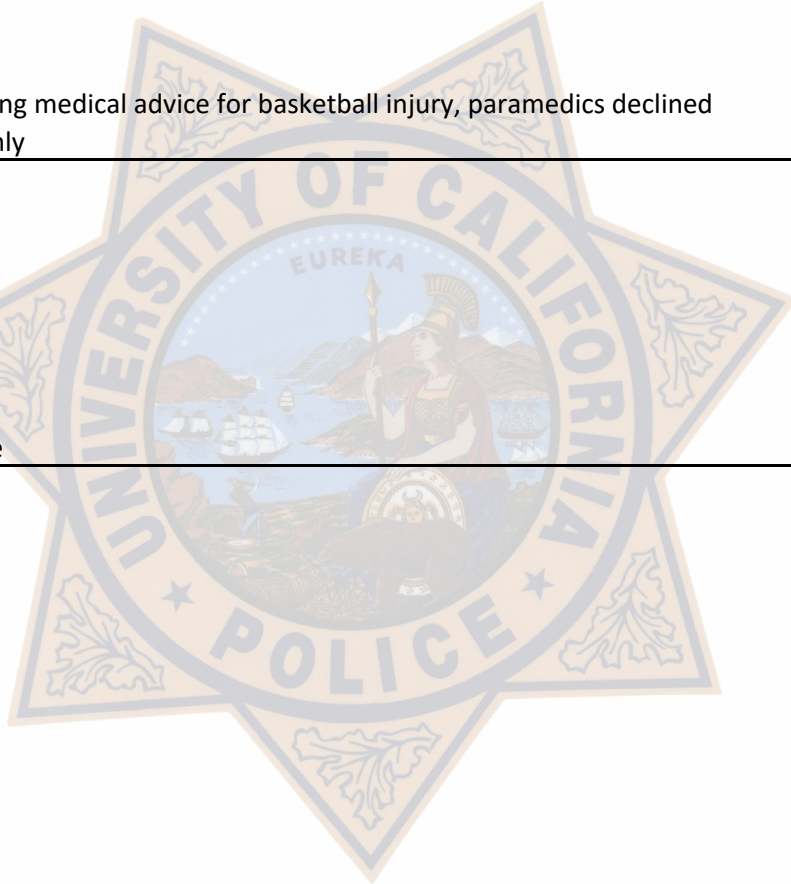 ng medical advice for basketball injury, paramedics declined
nly
EUREKA
UNIVERSITY OF CALIFORNIA
e
POLICE